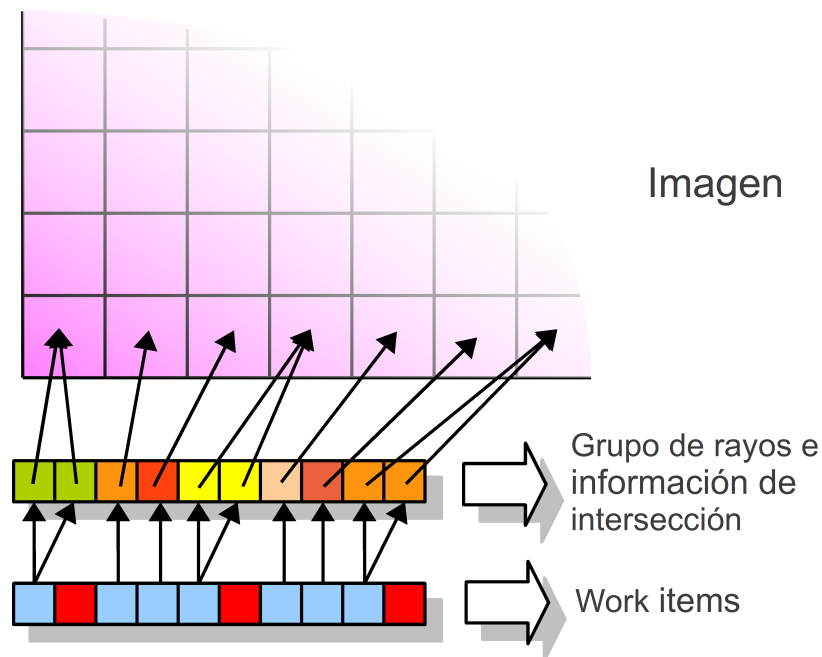 Imagen
Grupo de rayos e
información de
intersección
Work items